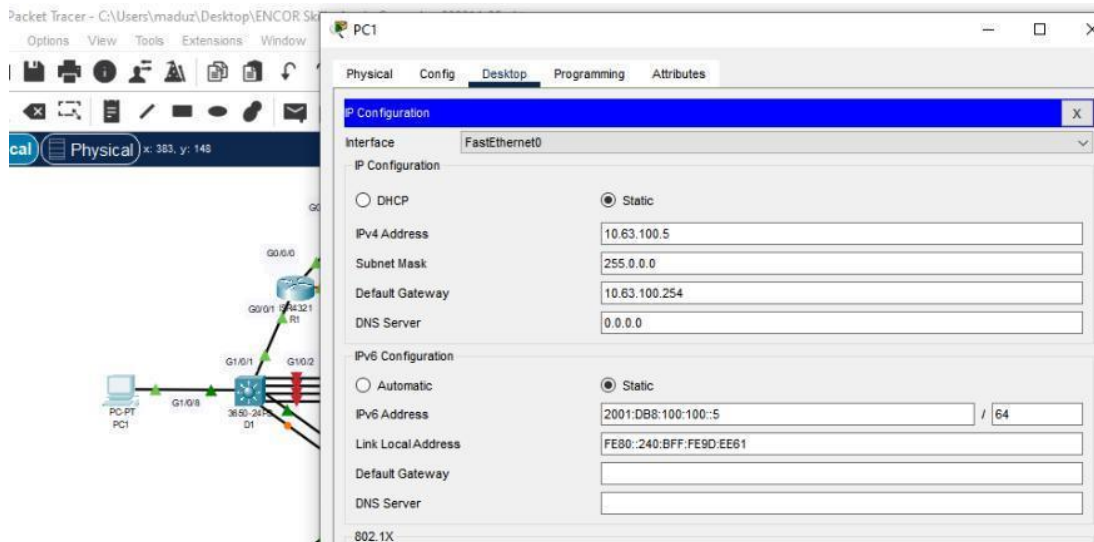 Packet Tracer - C:\Users\maduz\Desktop\ENCOR
Options View Tools Extensions Window
Physical x: 383, y: 148
G0/0/0
G0/0/1
R1
G1/0/1 G1/0/2
G1/0/8
PC-PT
PC1
D1
PC1
Physical Config Desktop Programming Attributes
IP Configuration X
Interface FastEthernet0
IP Configuration
DHCP Static
IPv4 Address 10.63.100.5
Subnet Mask 255.0.0.0
Default Gateway 10.63.100.254
DNS Server 0.0.0.0
IPv6 Configuration
Automatic Static
IPv6 Address 2001:DB8:100:100::5 / 64
Link Local Address FE80::240:BFF:FE9D:EE61
Default Gateway
DNS Server
802.1X